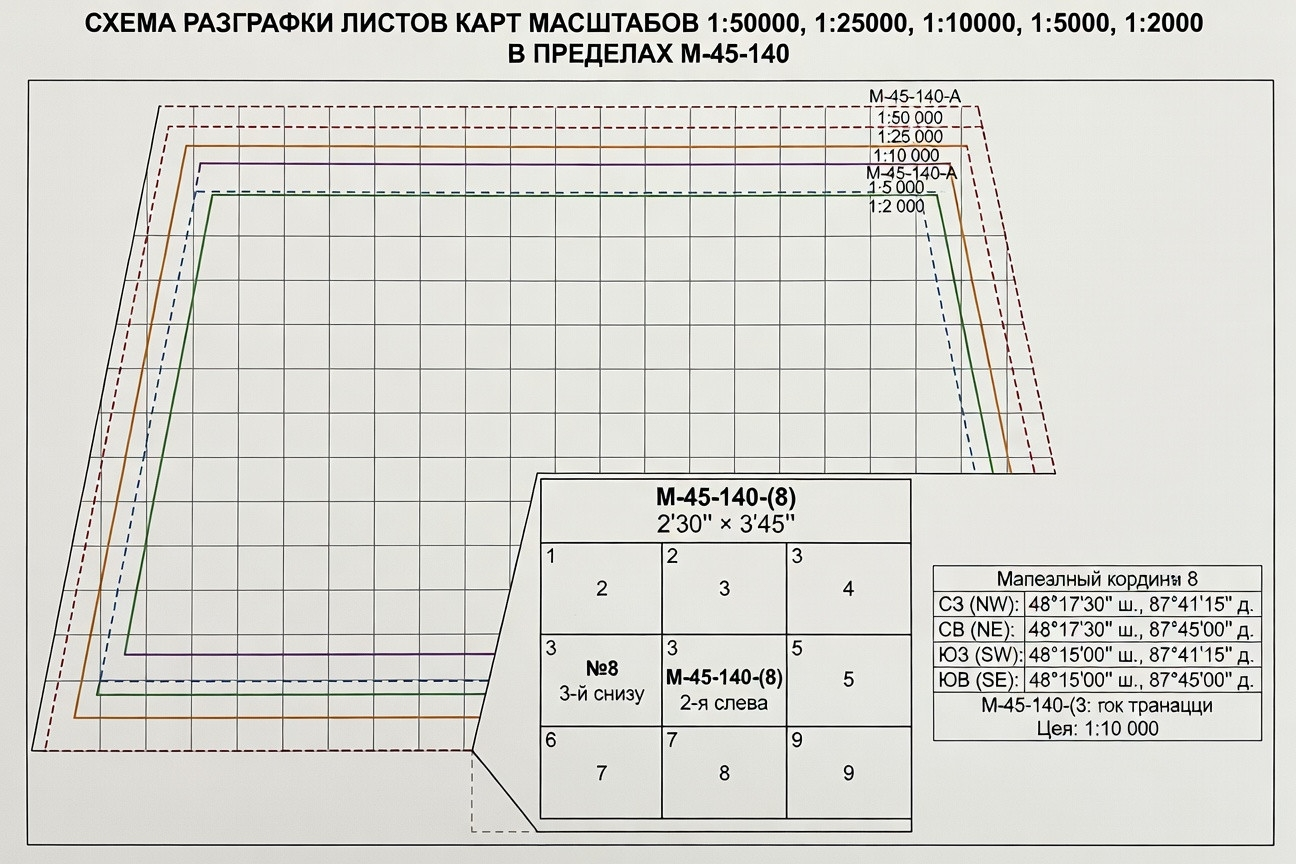 СХЕМА РАЗГРАФКИ ЛИСТОВ КАРТ МАСШТАБОВ 1:50000, 1:25000, 1:10000, 1:5000, 1:2000
В ПРЕДЕЛАХ М-45-140
М-45-140-А
1:50 000
1:25 000
1:10 000
М-45-140-А
1:5 000
1:2 000
М-45-140-(8)
2'30" × 3'45"
1 2 3
2 3 4
3 3 5
№8 М-45-140-(8) 5
3-й снизу 2-я слева
6 7 9
7 8 9
Мапезлный кордины 8
СЗ (NW): 48°17'30" ш., 87°41'15" д.
СВ (NE): 48°17'30" ш., 87°45'00" д.
ЮЗ (SW): 48°15'00" ш., 87°41'15" д.
ЮВ (SE): 48°15'00" ш., 87°45'00" д.
М-45-140-(3: гок транацци
Цея: 1:10 000